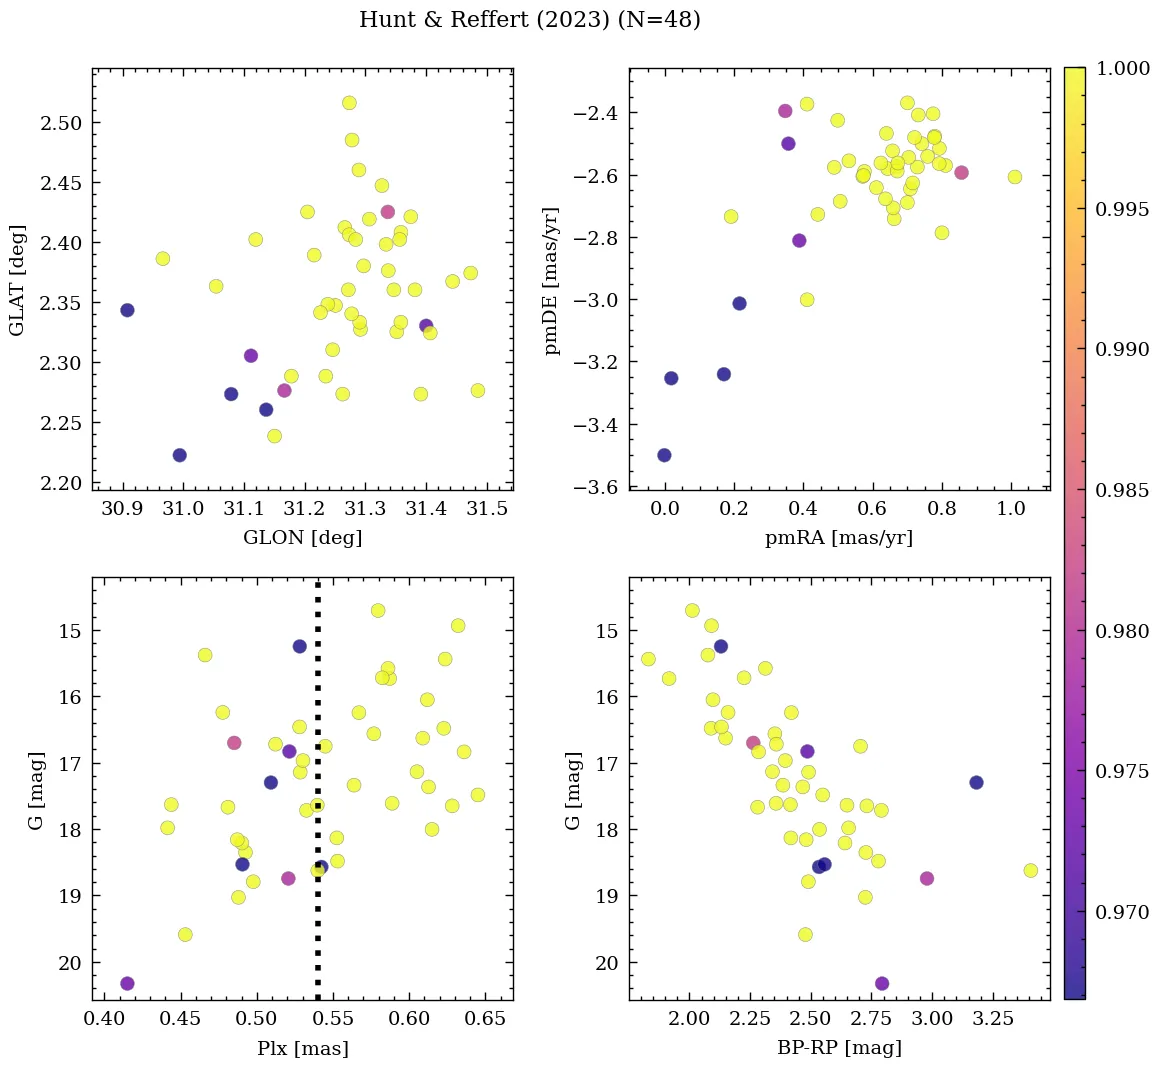 Hunt & Reffert (2023) (N=48)
2.50
2.45
2.40
2.35
2.30
2.25
2.20
GLAT [deg]
30.9 31.0 31.1 31.2 31.3 31.4 31.5
GLON [deg]
−2.4
−2.6
−2.8
−3.0
−3.2
−3.4
−3.6
pmDE [mas/yr]
0.0 0.2 0.4 0.6 0.8 1.0
pmRA [mas/yr]
1.000
0.995
0.990
0.985
0.980
0.975
0.970
15
16
17
18
19
20
G [mag]
0.40 0.45 0.50 0.55 0.60 0.65
Plx [mas]
15
16
17
18
19
20
G [mag]
2.00 2.25 2.50 2.75 3.00 3.25
BP-RP [mag]